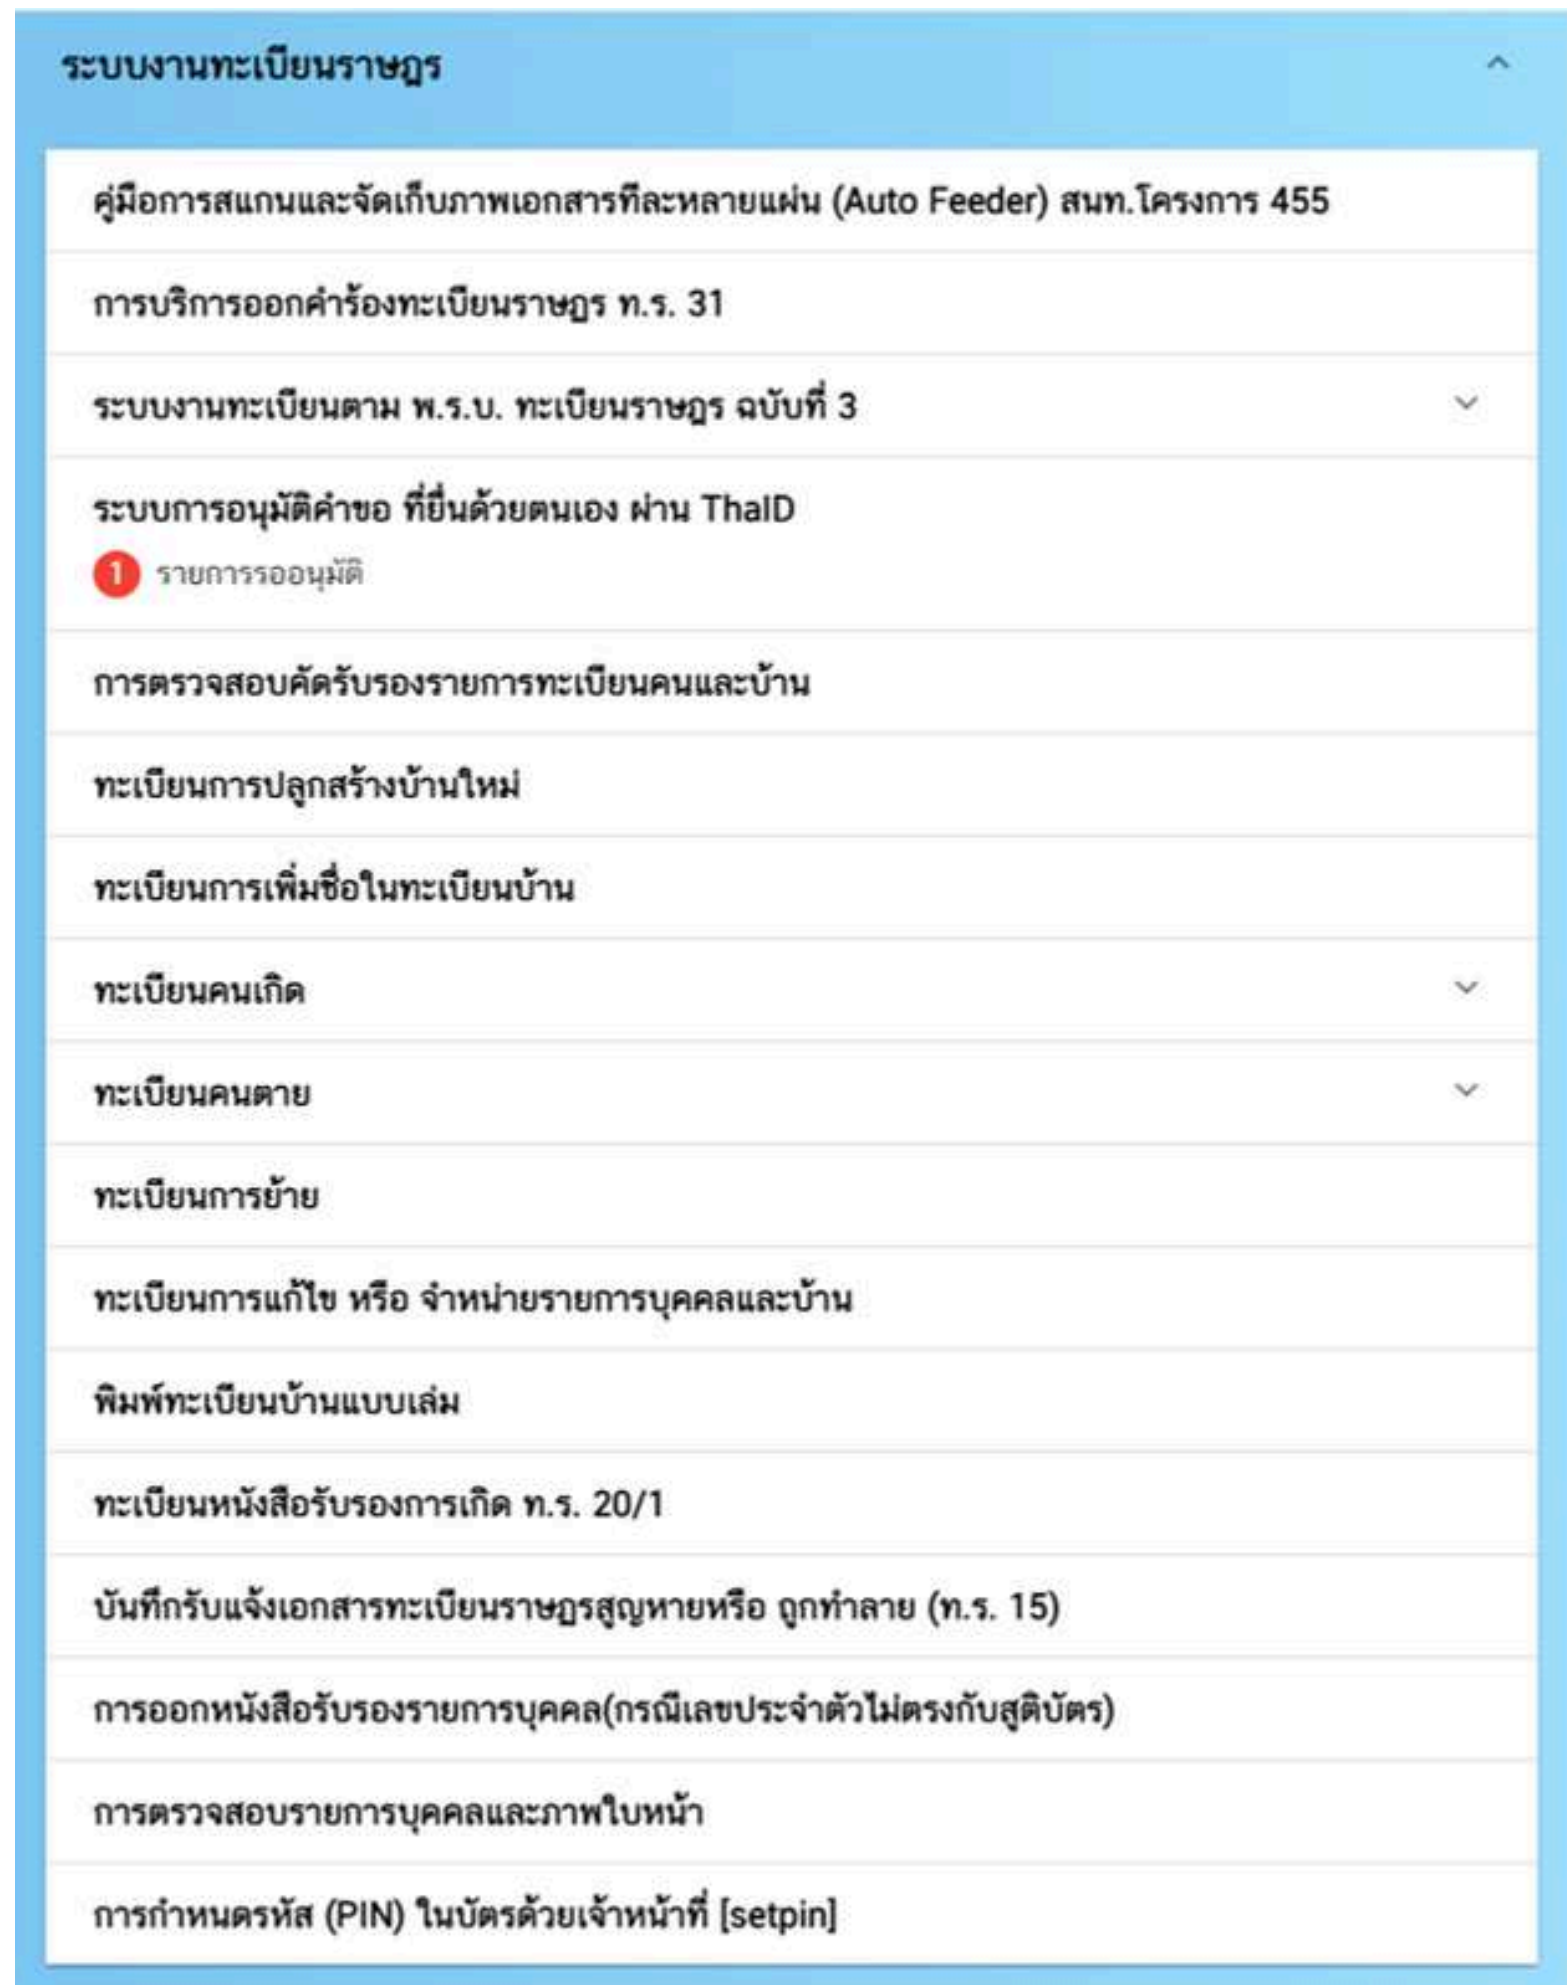 ระบบงานทะเบียนราษฎร
คู่มือการสแกนและจัดเก็บภาพเอกสารทีละหลายแผ่น (Auto Feeder) สนท.โครงการ 455
การบริการออกคำร้องทะเบียนราษฎร ท.ร. 31
ระบบงานทะเบียนตาม พ.ร.บ. ทะเบียนราษฎร ฉบับที่ 3
ระบบการอนุมัติคำขอ ที่ยื่นด้วยตนเอง ผ่าน ThaID
1 รายการรออนุมัติ
การตรวจสอบคัดรับรองรายการทะเบียนคนและบ้าน
ทะเบียนการปลูกสร้างบ้านใหม่
ทะเบียนการเพิ่มชื่อในทะเบียนบ้าน
ทะเบียนคนเกิด
ทะเบียนคนตาย
ทะเบียนการย้าย
ทะเบียนการแก้ไข หรือ จำหน่ายรายการบุคคลและบ้าน
พิมพ์ทะเบียนบ้านแบบเล่ม
ทะเบียนหนังสือรับรองการเกิด ท.ร. 20/1
บันทึกรับแจ้งเอกสารทะเบียนราษฎรสูญหายหรือ ถูกทำลาย (ท.ร. 15)
การออกหนังสือรับรองรายการบุคคล(กรณีเลขประจำตัวไม่ตรงกับสูติบัตร)
การตรวจสอบรายการบุคคลและภาพใบหน้า
การกำหนดรหัส (PIN) ในบัตรด้วยเจ้าหน้าที่ [setpin]